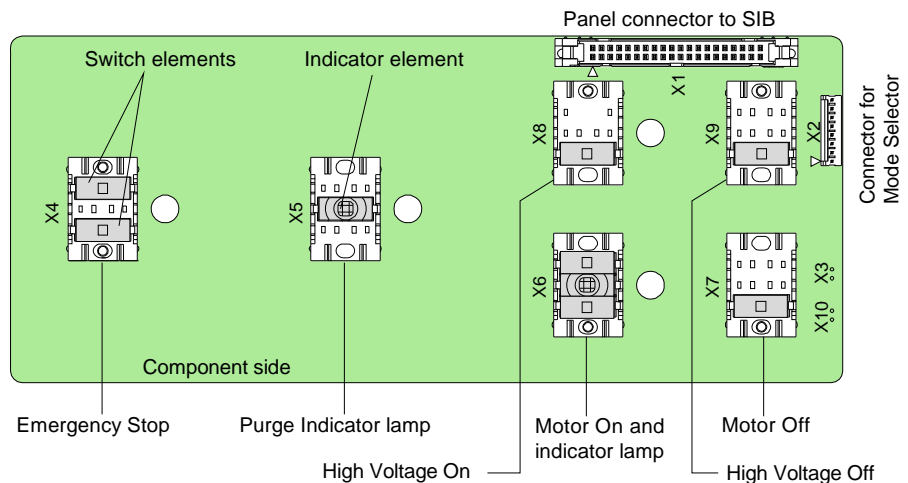 Panel connector to SIB
Switch elements
Indicator element
X1
X8
X9
X2
Connector for
Mode Selector
X4
X5
X6
X7
X3
X10
Component side
Emergency Stop
Purge Indicator lamp
Motor On and
indicator lamp
Motor Off
High Voltage On
High Voltage Off